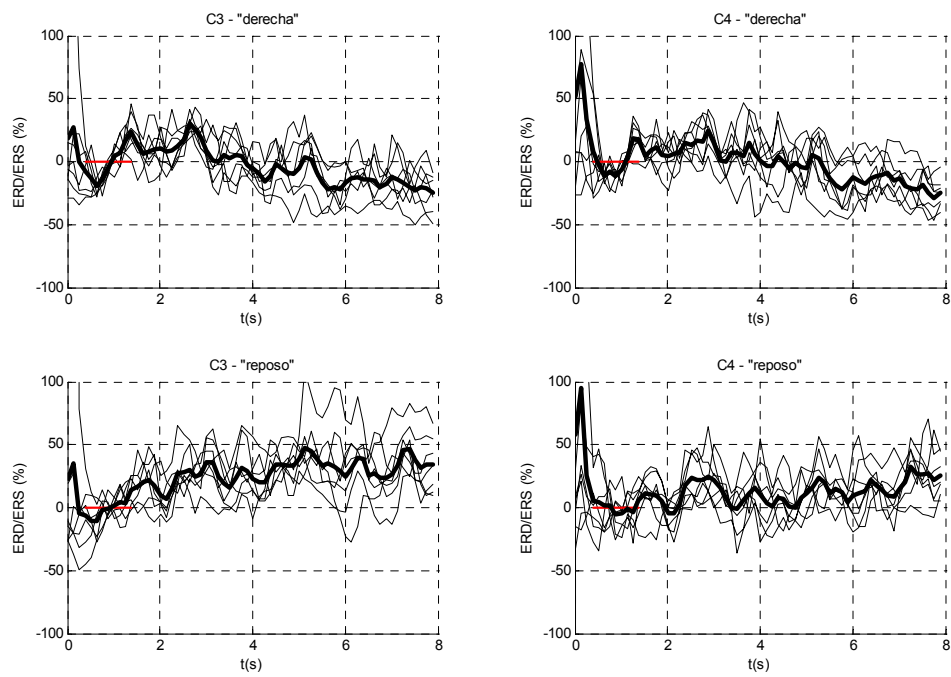 C3 - "derecha"
100
50
0
-50
-100
ERD/ERS (%)
0 2 4 6 8
t(s)
C4 - "derecha"
100
50
0
-50
-100
ERD/ERS (%)
0 2 4 6 8
t(s)
C3 - "reposo"
100
50
0
-50
-100
ERD/ERS (%)
0 2 4 6 8
t(s)
C4 - "reposo"
100
50
0
-50
-100
ERD/ERS (%)
0 2 4 6 8
t(s)